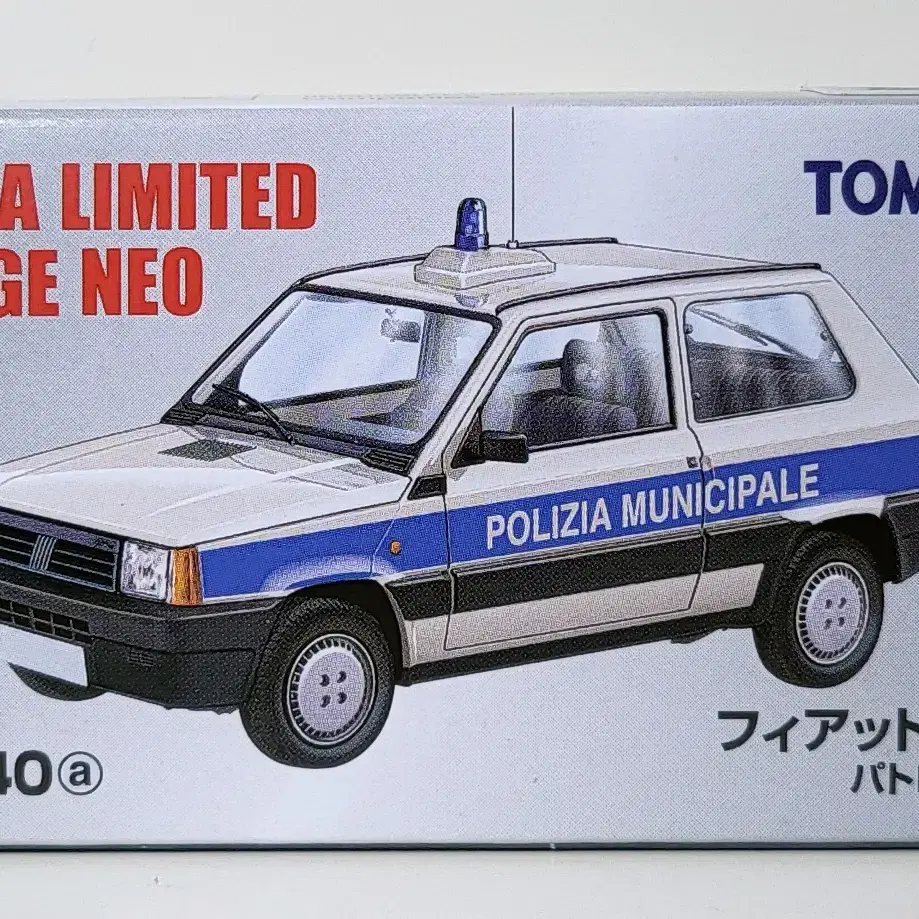 A LIMITED
GE NEO
TOM
POLIZIA MUNICIPALE
40ⓐ
フィアット
パト